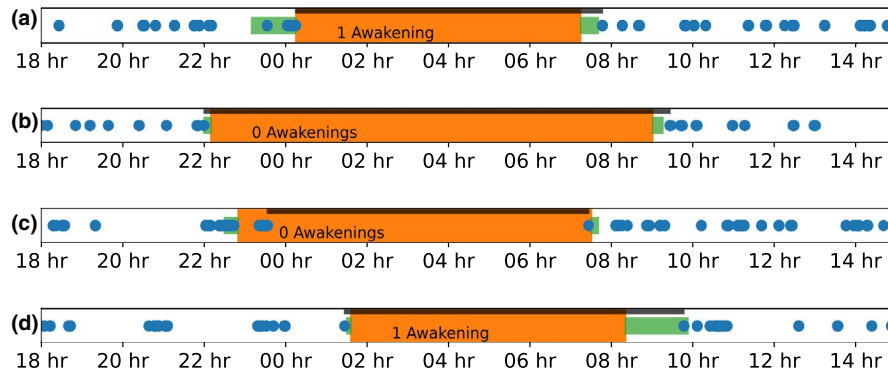 (a) 1 Awakening
18 hr 20 hr 22 hr 00 hr 02 hr 04 hr 06 hr 08 hr 10 hr 12 hr 14 hr
(b) 0 Awakenings
18 hr 20 hr 22 hr 00 hr 02 hr 04 hr 06 hr 08 hr 10 hr 12 hr 14 hr
(c) 0 Awakenings
18 hr 20 hr 22 hr 00 hr 02 hr 04 hr 06 hr 08 hr 10 hr 12 hr 14 hr
(d) 1 Awakening
18 hr 20 hr 22 hr 00 hr 02 hr 04 hr 06 hr 08 hr 10 hr 12 hr 14 hr